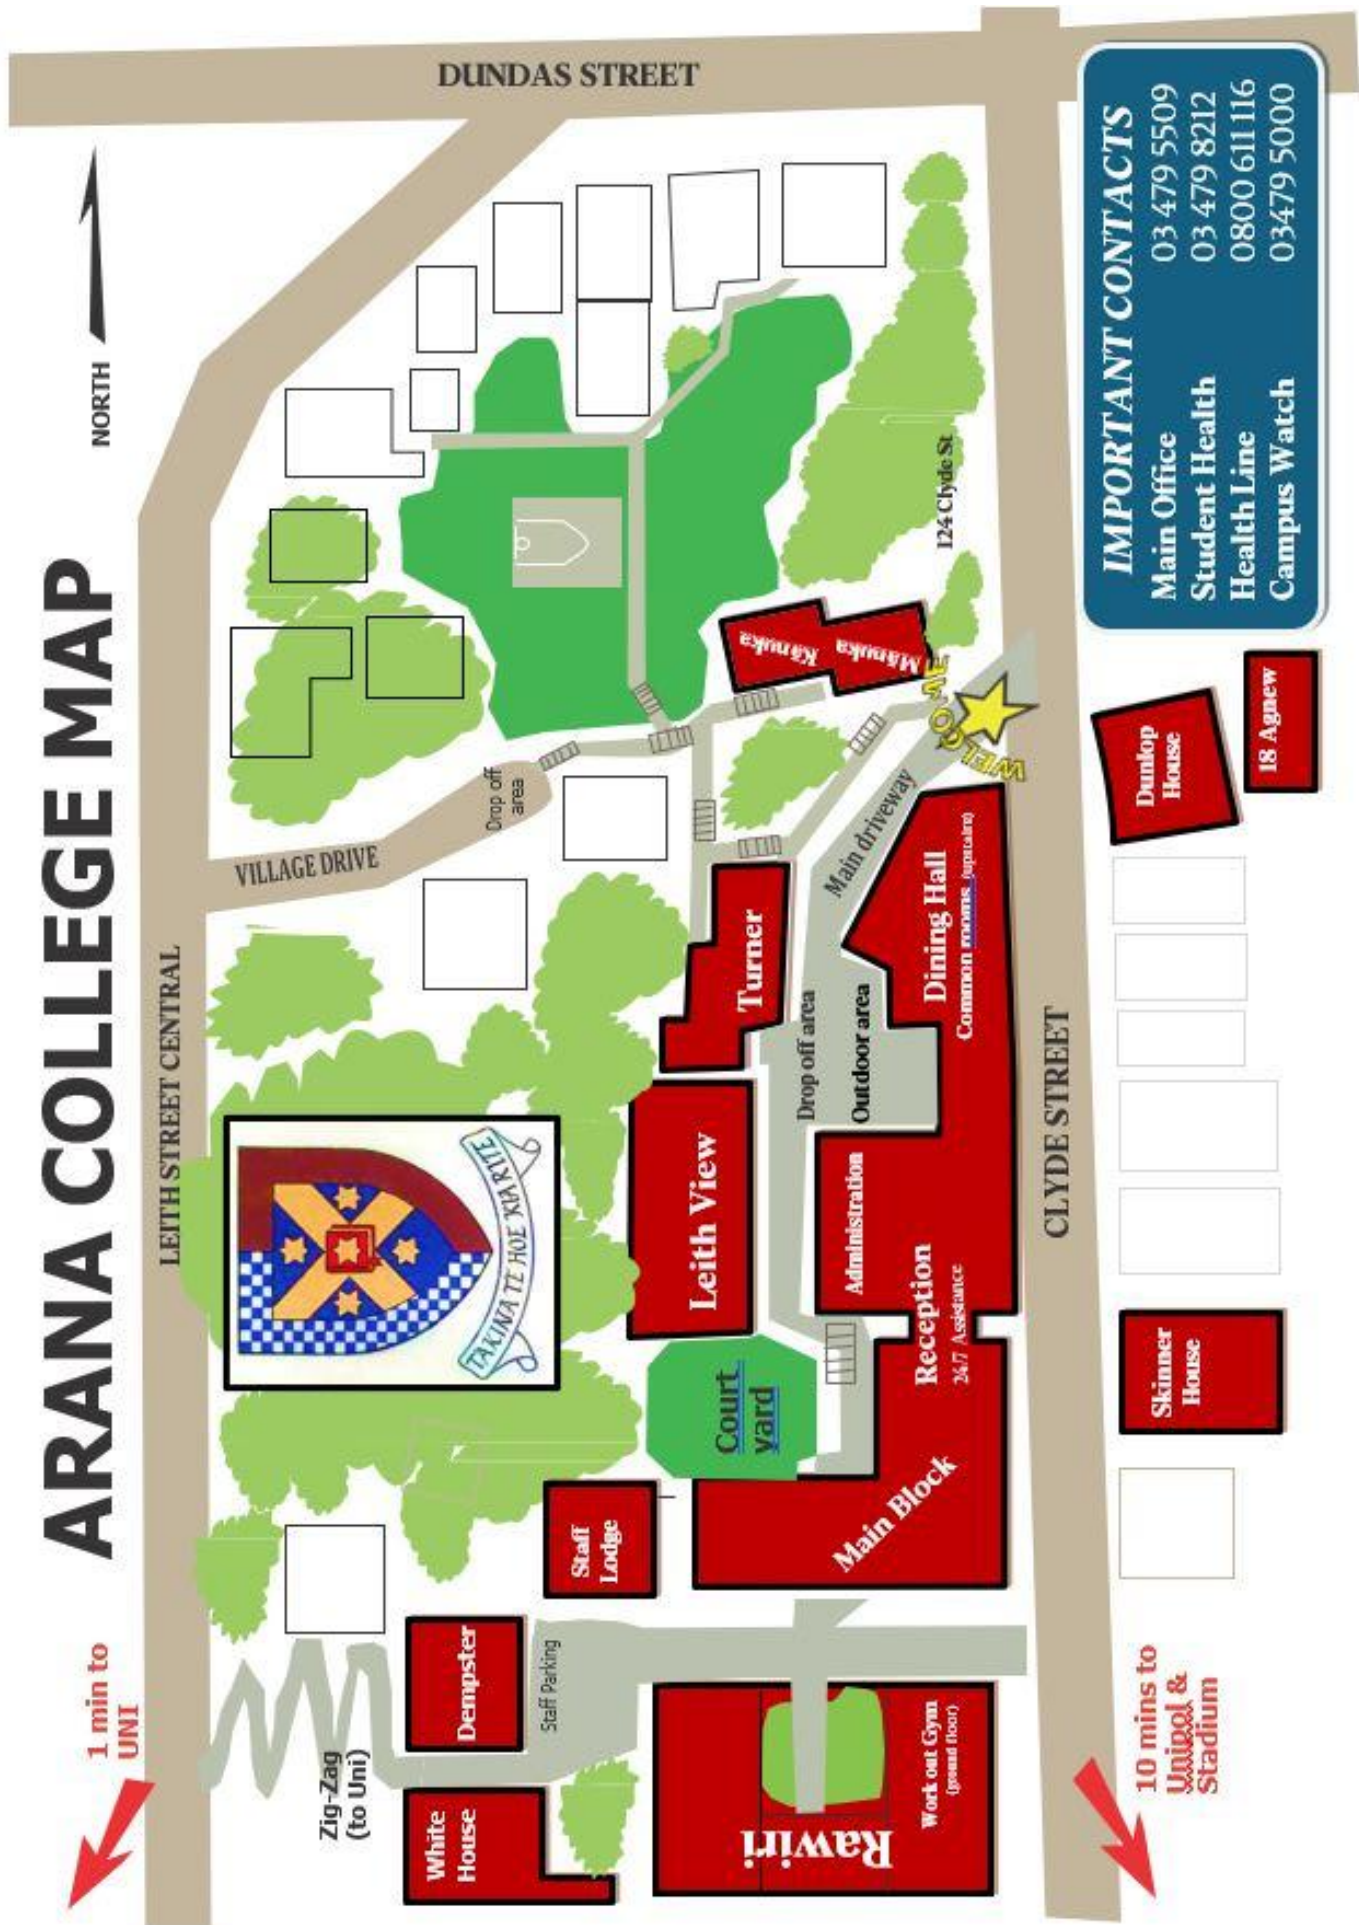 ARANA COLLEGE MAP
NORTH
DUNDAS STREET
LEITH STREET CENTRAL
VILLAGE DRIVE
Drop off
area
1 min to
UNI
Zig-Zag
(to Uni)
White
House
Dempster
Staff Parking
Staff
Lodge
TAKINA TE HOE KIA RITE
Court
yard
Leith View
Turner
Kānuka
Mānuka
124 Clyde St
WELCOME
Main driveway
Drop off area
Outdoor area
Dining Hall
Common rooms (upstairs)
Administration
Reception
24/7 Assistance
Main Block
Rawiri
Work out Gym
(ground floor)
CLYDE STREET
10 mins to
Unipol &
Stadium
Skinner
House
Dunlop
House
18 Agnew
IMPORTANT CONTACTS
Main Office 03 479 5509
Student Health 03 479 8212
Health Line 0800 611 116
Campus Watch 03479 5000